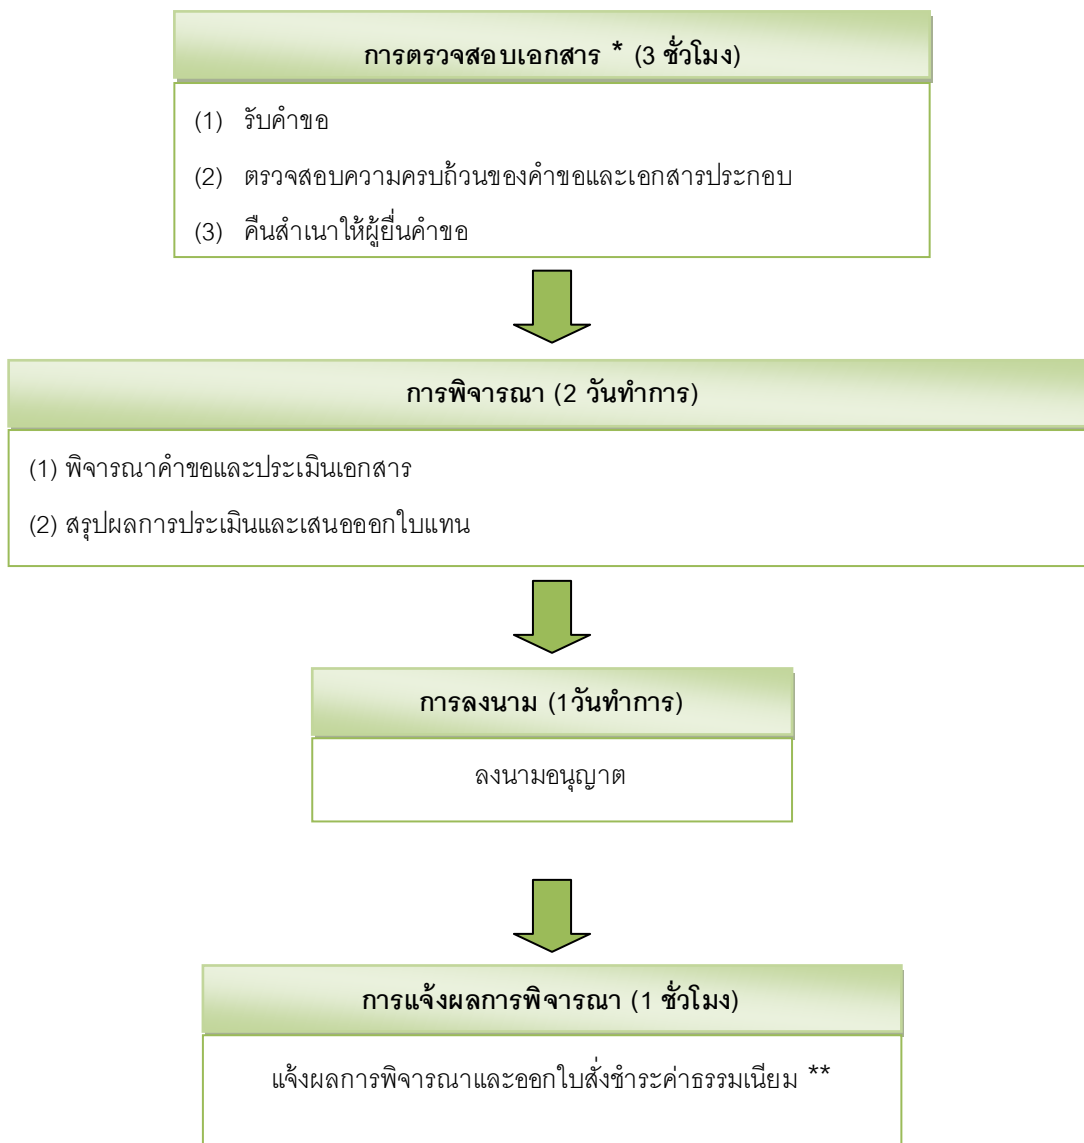 การตรวจสอบเอกสาร * (3 ชั่วโมง)
(1) รับคำขอ
(2) ตรวจสอบความครบถ้วนของคำขอและเอกสารประกอบ
(3) คืนสำเนาให้ผู้ยื่นคำขอ
การพิจารณา (2 วันทำการ)
(1) พิจารณาคำขอและประเมินเอกสาร
(2) สรุปผลการประเมินและเสนอออกใบแทน
การลงนาม (1วันทำการ)
ลงนามอนุญาต
การแจ้งผลการพิจารณา (1 ชั่วโมง)
แจ้งผลการพิจารณาและออกใบสั่งชำระค่าธรรมเนียม **